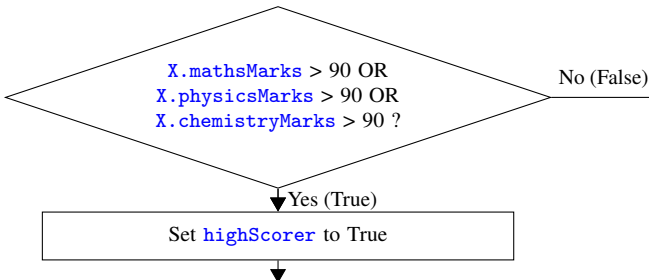 X.mathsMarks > 90 OR
X.physicsMarks > 90 OR
X.chemistryMarks > 90 ?
No (False)
Yes (True)
Set highScorer to True